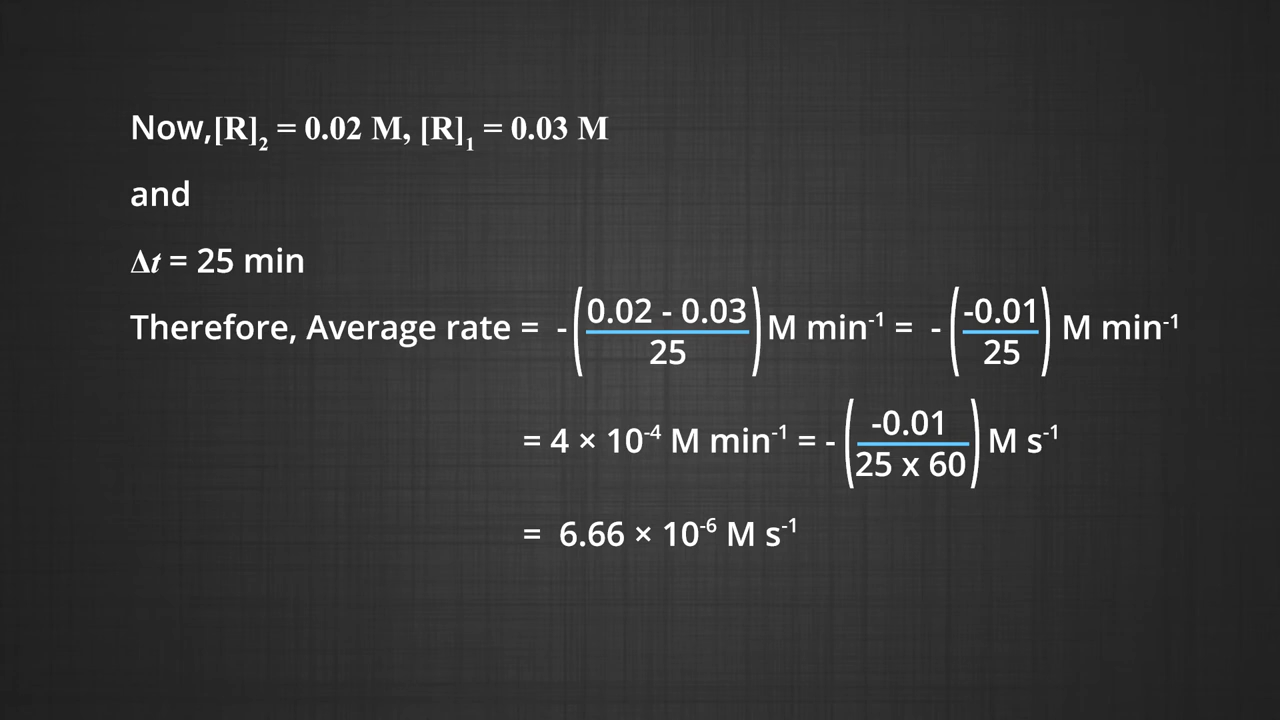 Now,[R]₂ = 0.02 M, [R]₁ = 0.03 M
and
Δt = 25 min
Therefore, Average rate = -(0.02 - 0.03 / 25) M min⁻¹ = -(-0.01 / 25) M min⁻¹
= 4 × 10⁻⁴ M min⁻¹ = -(-0.01 / 25 x 60) M s⁻¹
= 6.66 × 10⁻⁶ M s⁻¹